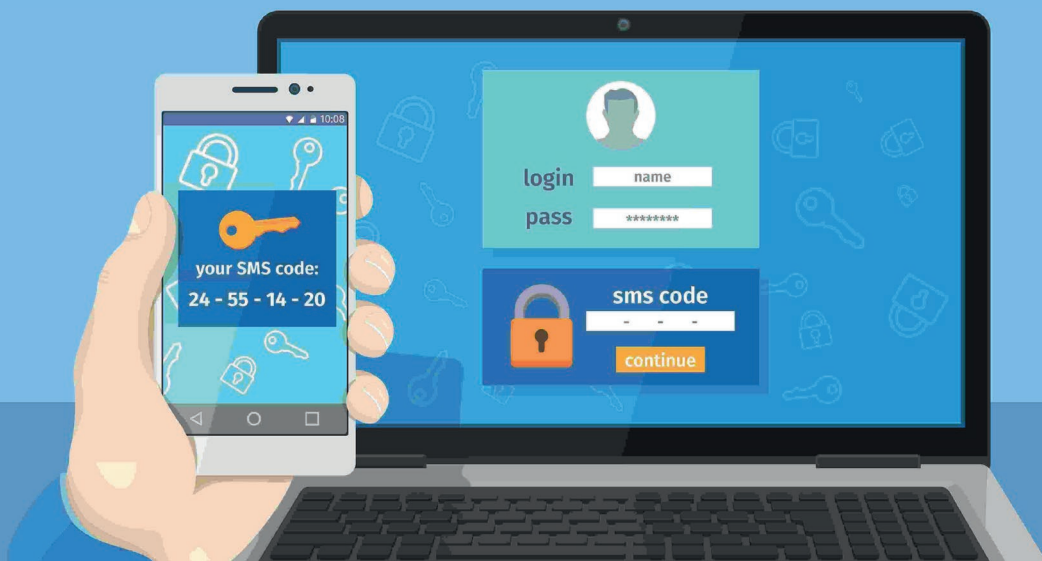 10:08
your SMS code:
24 - 55 - 14 - 20
login name
pass ********
sms code
- - -
continue